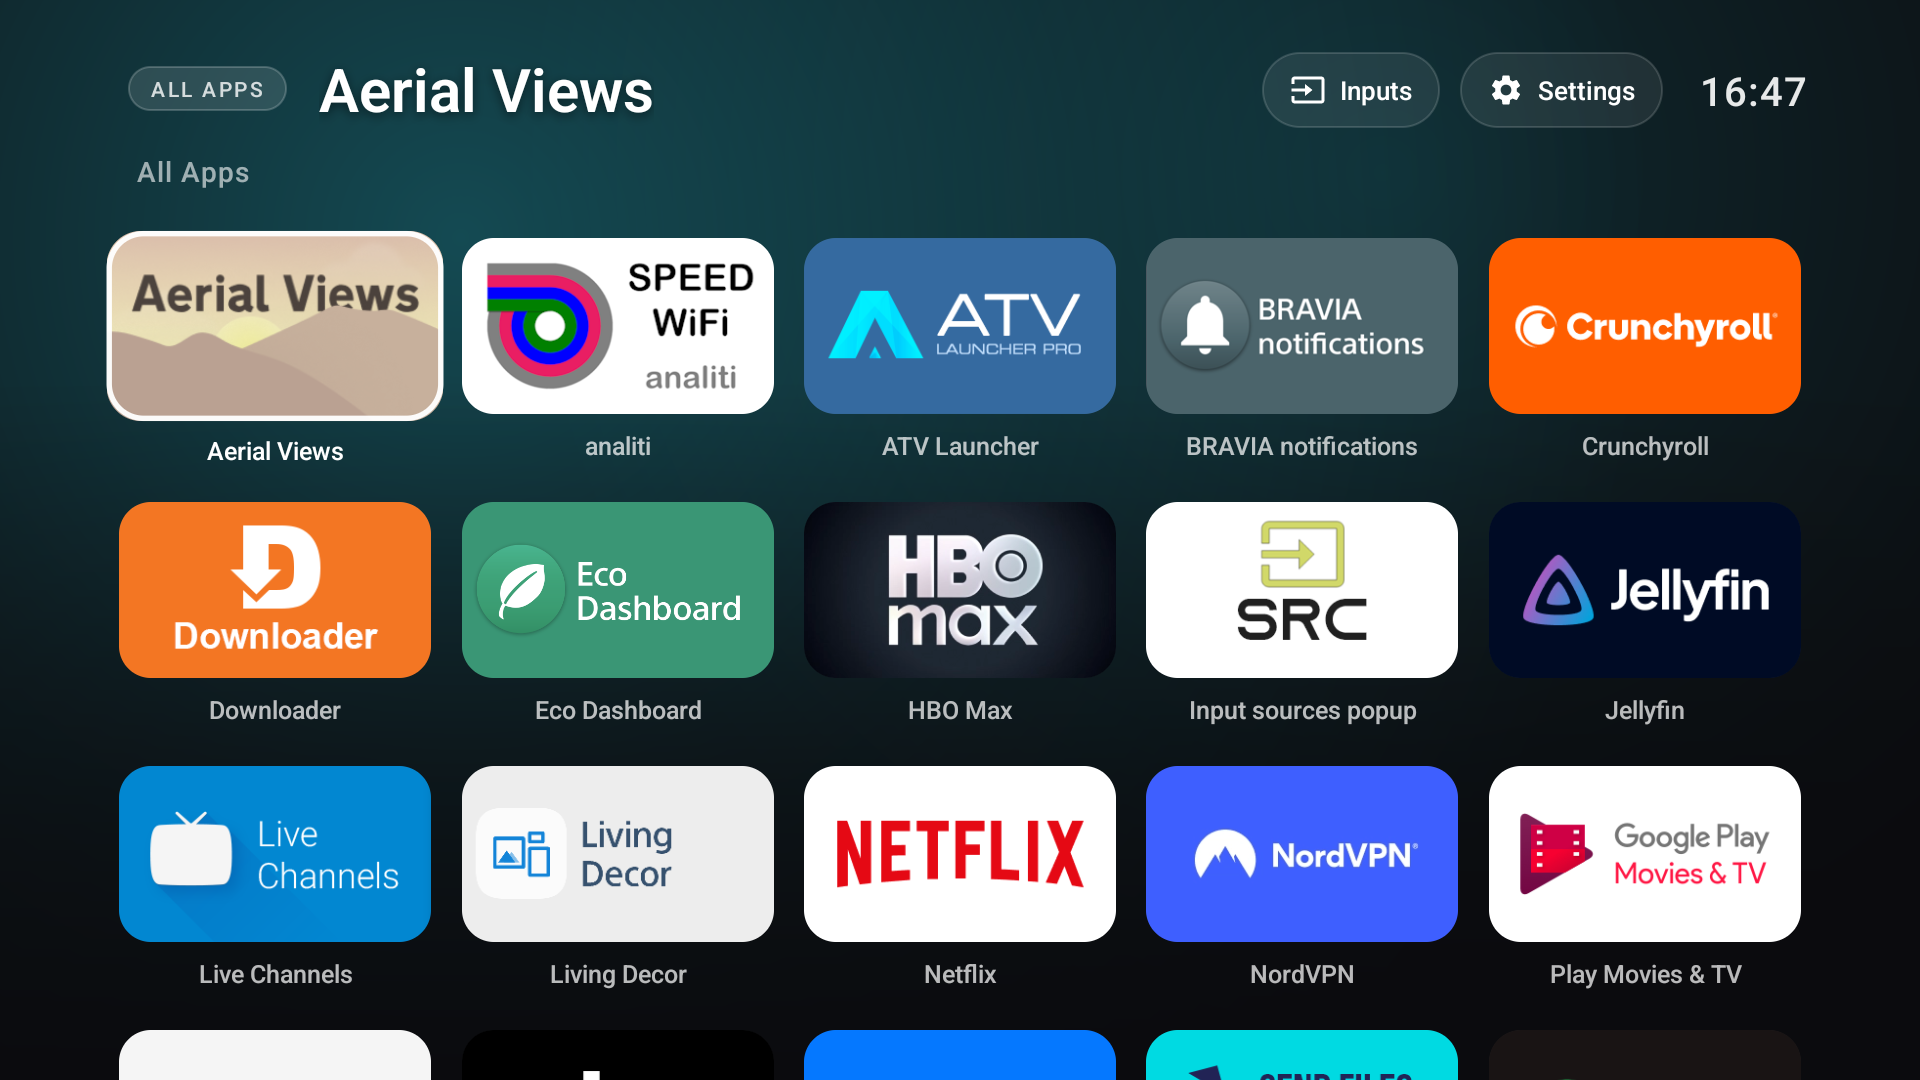 ALL APPS
Aerial Views
Inputs
Settings
16:47
All Apps
Aerial Views
SPEED
WiFi
analiti
ATV
LAUNCHER PRO
BRAVIA
notifications
Crunchyroll
Aerial Views
analiti
ATV Launcher
BRAVIA notifications
Crunchyroll
D
Downloader
Eco
Dashboard
HBO
max
SRC
Jellyfin
Downloader
Eco Dashboard
HBO Max
Input sources popup
Jellyfin
Live
Channels
Living
Decor
NETFLIX
NordVPN®
Google Play
Movies & TV
Live Channels
Living Decor
Netflix
NordVPN
Play Movies & TV
SEND FILES